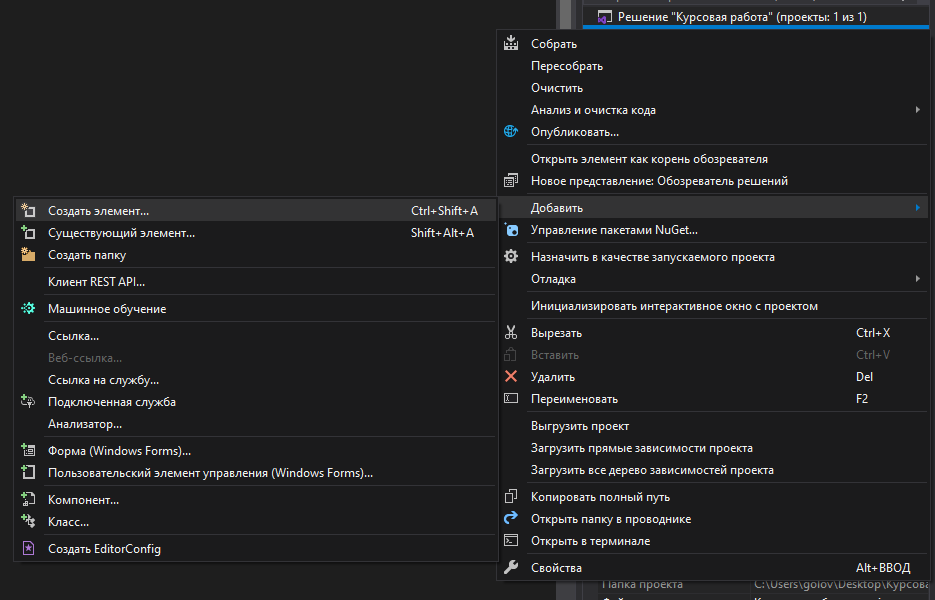 Решение "Курсовая работа" (проекты: 1 из 1)
Собрать
Пересобрать
Очистить
Анализ и очистка кода
Опубликовать...
Открыть элемент как корень обозревателя
Новое представление: Обозреватель решений
Добавить
Управление пакетами NuGet...
Назначить в качестве запускаемого проекта
Отладка
Инициализировать интерактивное окно с проектом
Вырезать Ctrl+X
Вставить Ctrl+V
Удалить Del
Переименовать F2
Выгрузить проект
Загрузить прямые зависимости проекта
Загрузить все дерево зависимостей проекта
Копировать полный путь
Открыть папку в проводнике
Открыть в терминале
Свойства Alt+ВВОД
Создать элемент... Ctrl+Shift+A
Существующий элемент... Shift+Alt+A
Создать папку
Клиент REST API...
Машинное обучение
Ссылка...
Веб-ссылка...
Ссылка на службу...
Подключенная служба
Анализатор...
Форма (Windows Forms)...
Пользовательский элемент управления (Windows Forms)...
Компонент...
Класс...
Создать EditorConfig
Папка проекта C:\Users\golov\Desktop\Курсова